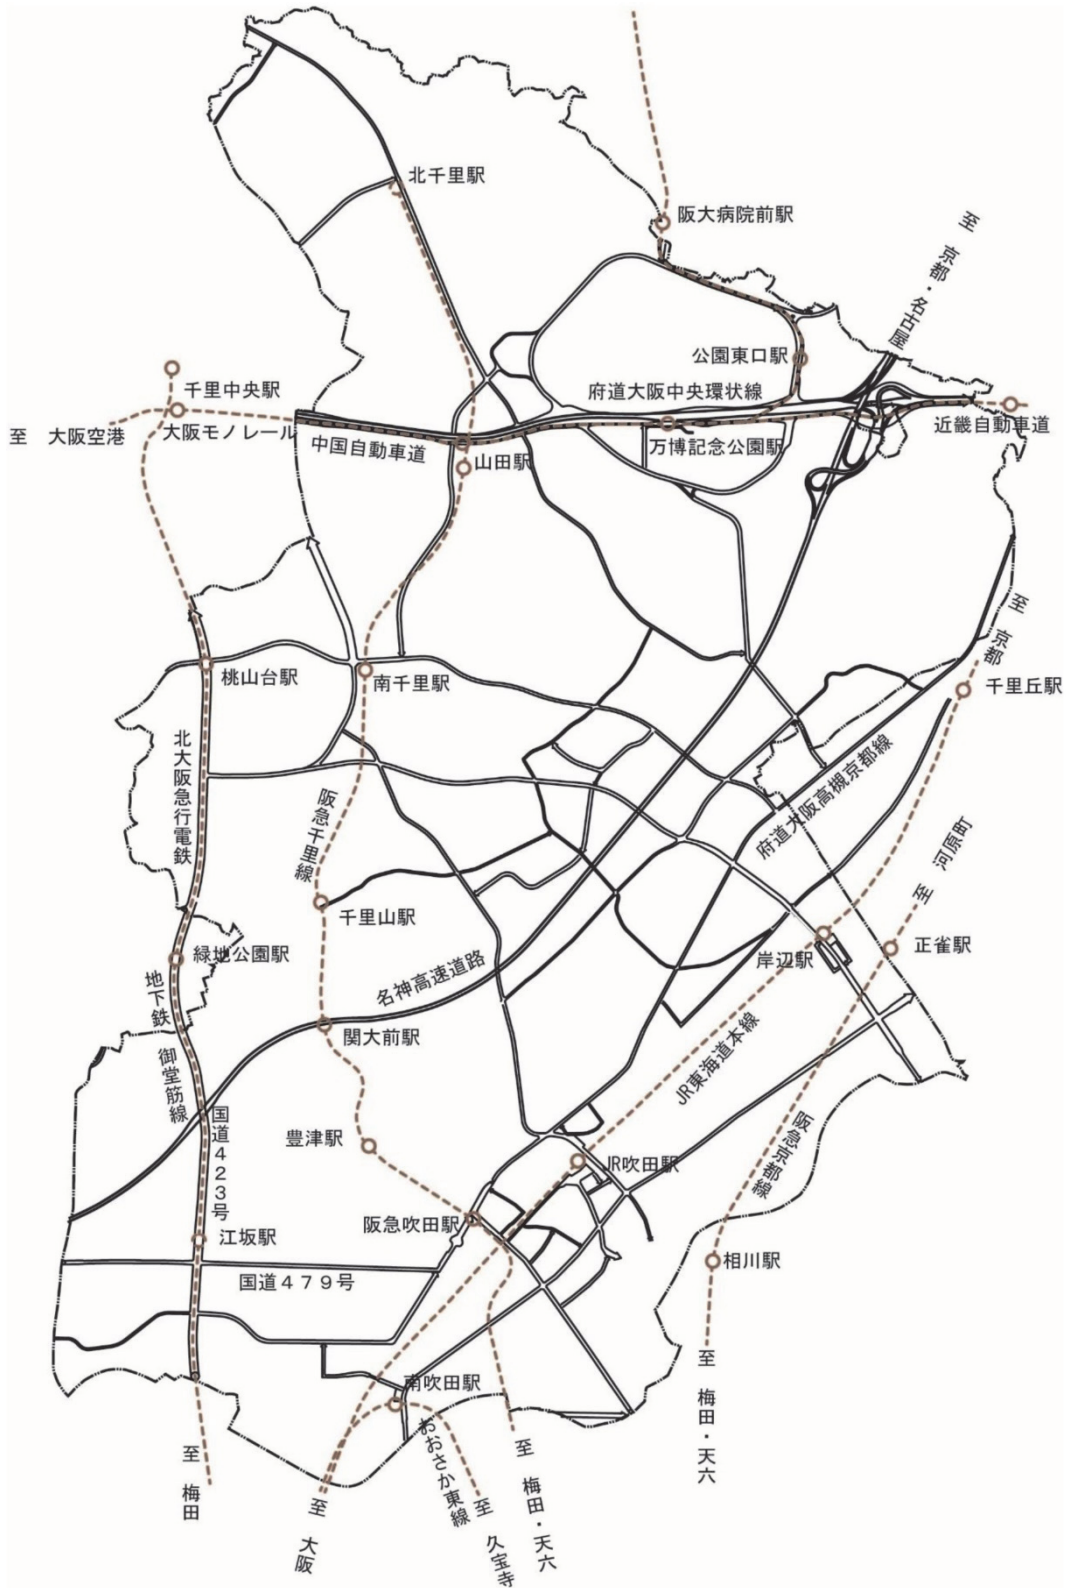 北千里駅
阪大病院前駅
至 京都・名古屋
公園東口駅
千里中央駅
府道大阪中央環状線
至 大阪空港
大阪モノレール
中国自動車道
万博記念公園駅
近畿自動車道
山田駅
至 京都
桃山台駅
南千里駅
千里丘駅
北大阪急行電鉄
阪急千里線
府道大阪高槻京都線
至 河原町
千里山駅
緑地公園駅
岸辺駅
正雀駅
地下鉄 御堂筋線
名神高速道路
関大前駅
JR東海道本線
国道423号
豊津駅
JR吹田駅
阪急京都線
阪急吹田駅
江坂駅
相川駅
国道479号
南吹田駅
至 梅田・天六
おおさか東線
至 梅田
至 大阪
至 久宝寺
至 梅田・天六